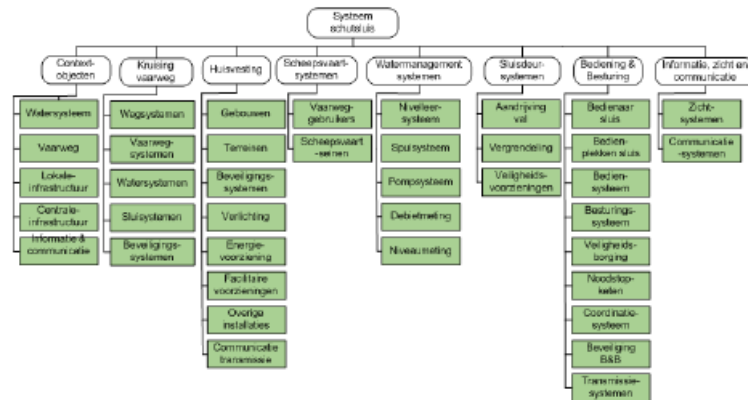 Systeem
schutsluis
Context-
objecten
Kruising
vaarweg
Huisvesting
Scheepsvaart-
systemen
Watermanagement
systemen
Sluisdeur-
systemen
Bediening &
Besturing
Informatie, zicht en
communicatie
Watersysteem
Vaarweg
Lokale-
infrastructuur
Centrale-
infrastructuur
Informatie &
communicatie
Wegsystemen
Vaarweg-
systemen
Watersystemen
Sluisystemen
Beveiligings-
systemen
Gebouwen
Terreinen
Beveiligings-
systemen
Verlichting
Energie-
voorziening
Facilitaire
voorzieningen
Overige
installaties
Communicatie
transmissie
Vaarweg-
gebruikers
Scheepsvaart
-seinen
Nivelleer-
systeem
Spuisysteem
Pompsysteem
Debietmeting
Niveaumeting
Aandrijving
val
Vergrendeling
Veiligheids-
voorzieningen
Bedienaar
sluis
Bedien-
plekken sluis
Bedien-
systeem
Besturings-
systeem
Veiligheids-
borging
Noodstop-
keten
Coordinatie-
systeem
Beveiliging
B&B
Transmissie-
systemen
Zicht-
systemen
Communicatie
-systemen